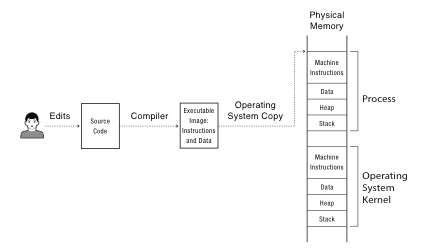 Physical
Memory
Edits
Source
Code
Compiler
Executable
Image:
Instructions
and Data
Operating
System Copy
Machine
Instructions
Data
Heap
Stack
Process
Machine
Instructions
Data
Heap
Stack
Operating
System
Kernel